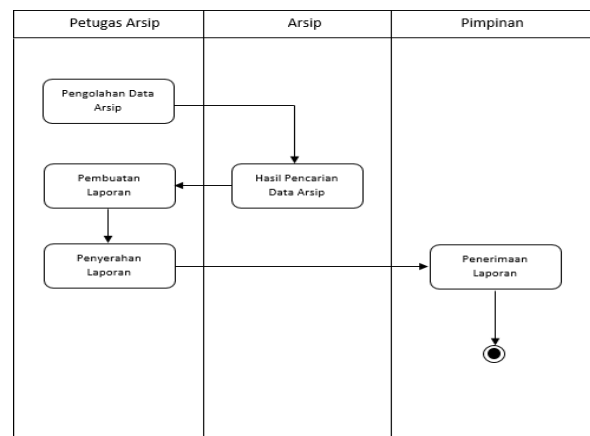 Petugas Arsip
Arsip
Pimpinan
Pengolahan Data
Arsip
Pembuatan
Laporan
Hasil Pencarian
Data Arsip
Penyerahan
Laporan
Penerimaan
Laporan